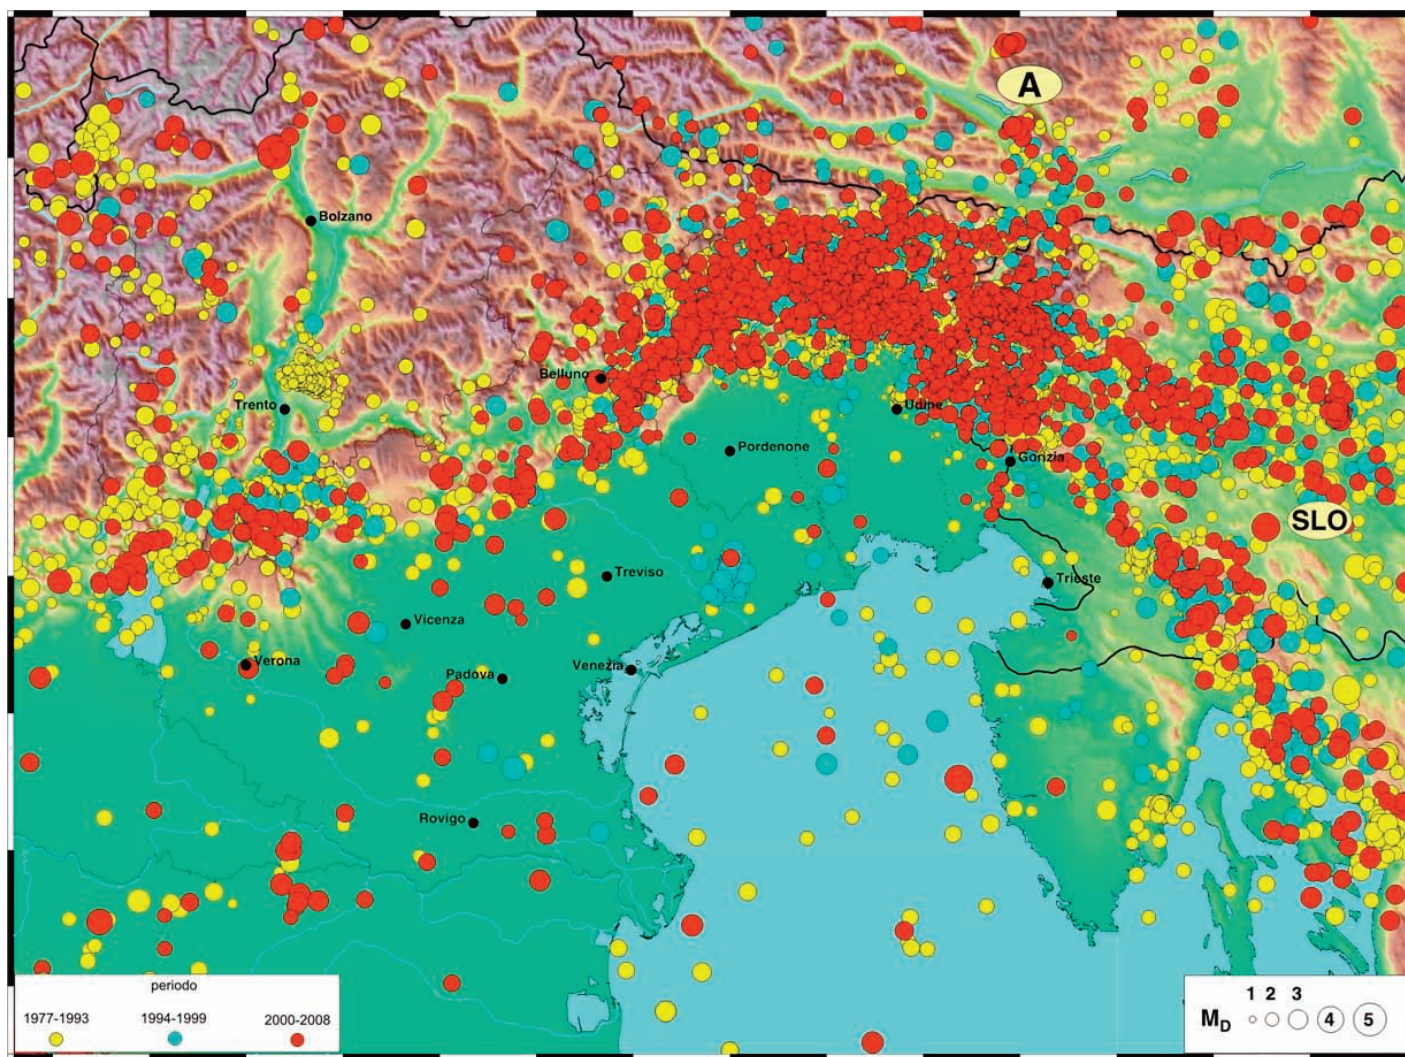 A
Bolzano
Belluno
Trento
Udine
Pordenone
Gorizia
SLO
Treviso
Trieste
Vicenza
Verona
Venezia
Padova
Rovigo
periodo
1977-1993 1994-1999 2000-2008
1 2 3
M_D 4 5